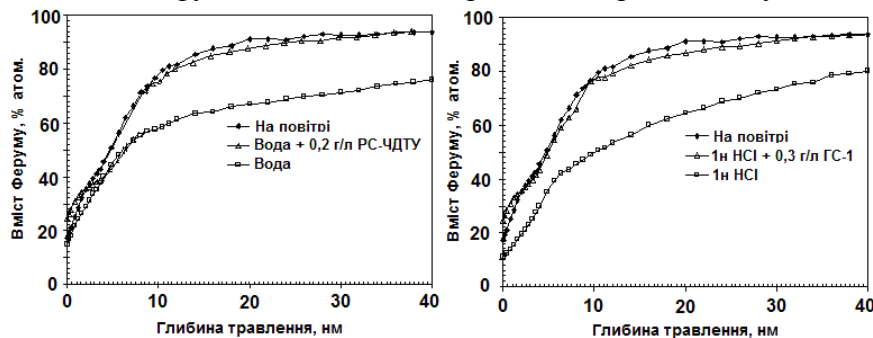 Вміст Феруму, % атом.
100
80
60
40
20
0
0
10
20
30
40
Глибина травлення, нм
На повітрі
Вода + 0,2 г/л РС-ЧДТУ
Вода
Вміст Феруму, % атом.
100
80
60
40
20
0
0
10
20
30
40
Глибина травлення, нм
На повітрі
1н HCl + 0,3 г/л ГС-1
1н HCl